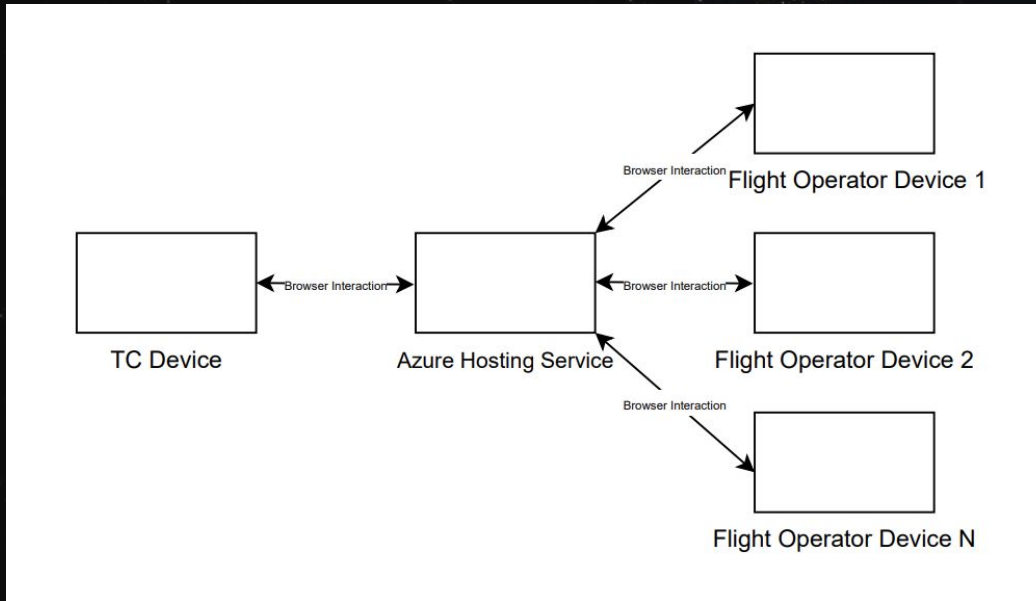 Browser Interaction
Flight Operator Device 1
Browser Interaction
Browser Interaction
TC Device
Azure Hosting Service
Flight Operator Device 2
Browser Interaction
Flight Operator Device N